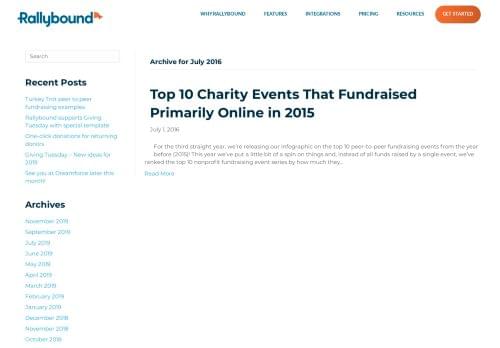 Rallybound
WHY RALLYBOUND
FEATURES
INTEGRATIONS
PRICING
RESOURCES
GET STARTED
Search
Recent Posts
Turkey Trot peer to peer
fundraising examples
Rallybound supports Giving
Tuesday with special template
One-click donations for returning
donors
Giving Tuesday – New ideas for
2019
See you at Dreamforce later this
month!
Archives
November 2019
September 2019
July 2019
June 2019
May 2019
April 2019
March 2019
February 2019
January 2019
December 2018
November 2018
October 2018
Archive for July 2016
Top 10 Charity Events That Fundraised
Primarily Online in 2015
July 1, 2016
For the third straight year, we're releasing our infographic on the top 10 peer-to-peer fundraising events from the year
before (2015)! This year we've put a little bit of a spin on things and, instead of all funds raised by a single event, we've
ranked the top 10 nonprofit fundraising event series by how much they...
Read More